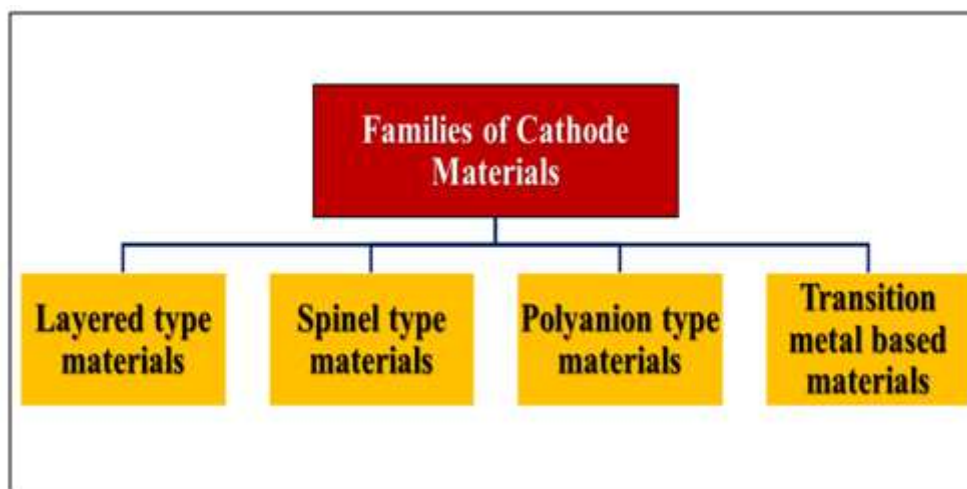 Families of Cathode
Materials
Layered type
materials
Spinel type
materials
Polyanion type
materials
Transition
metal based
materials